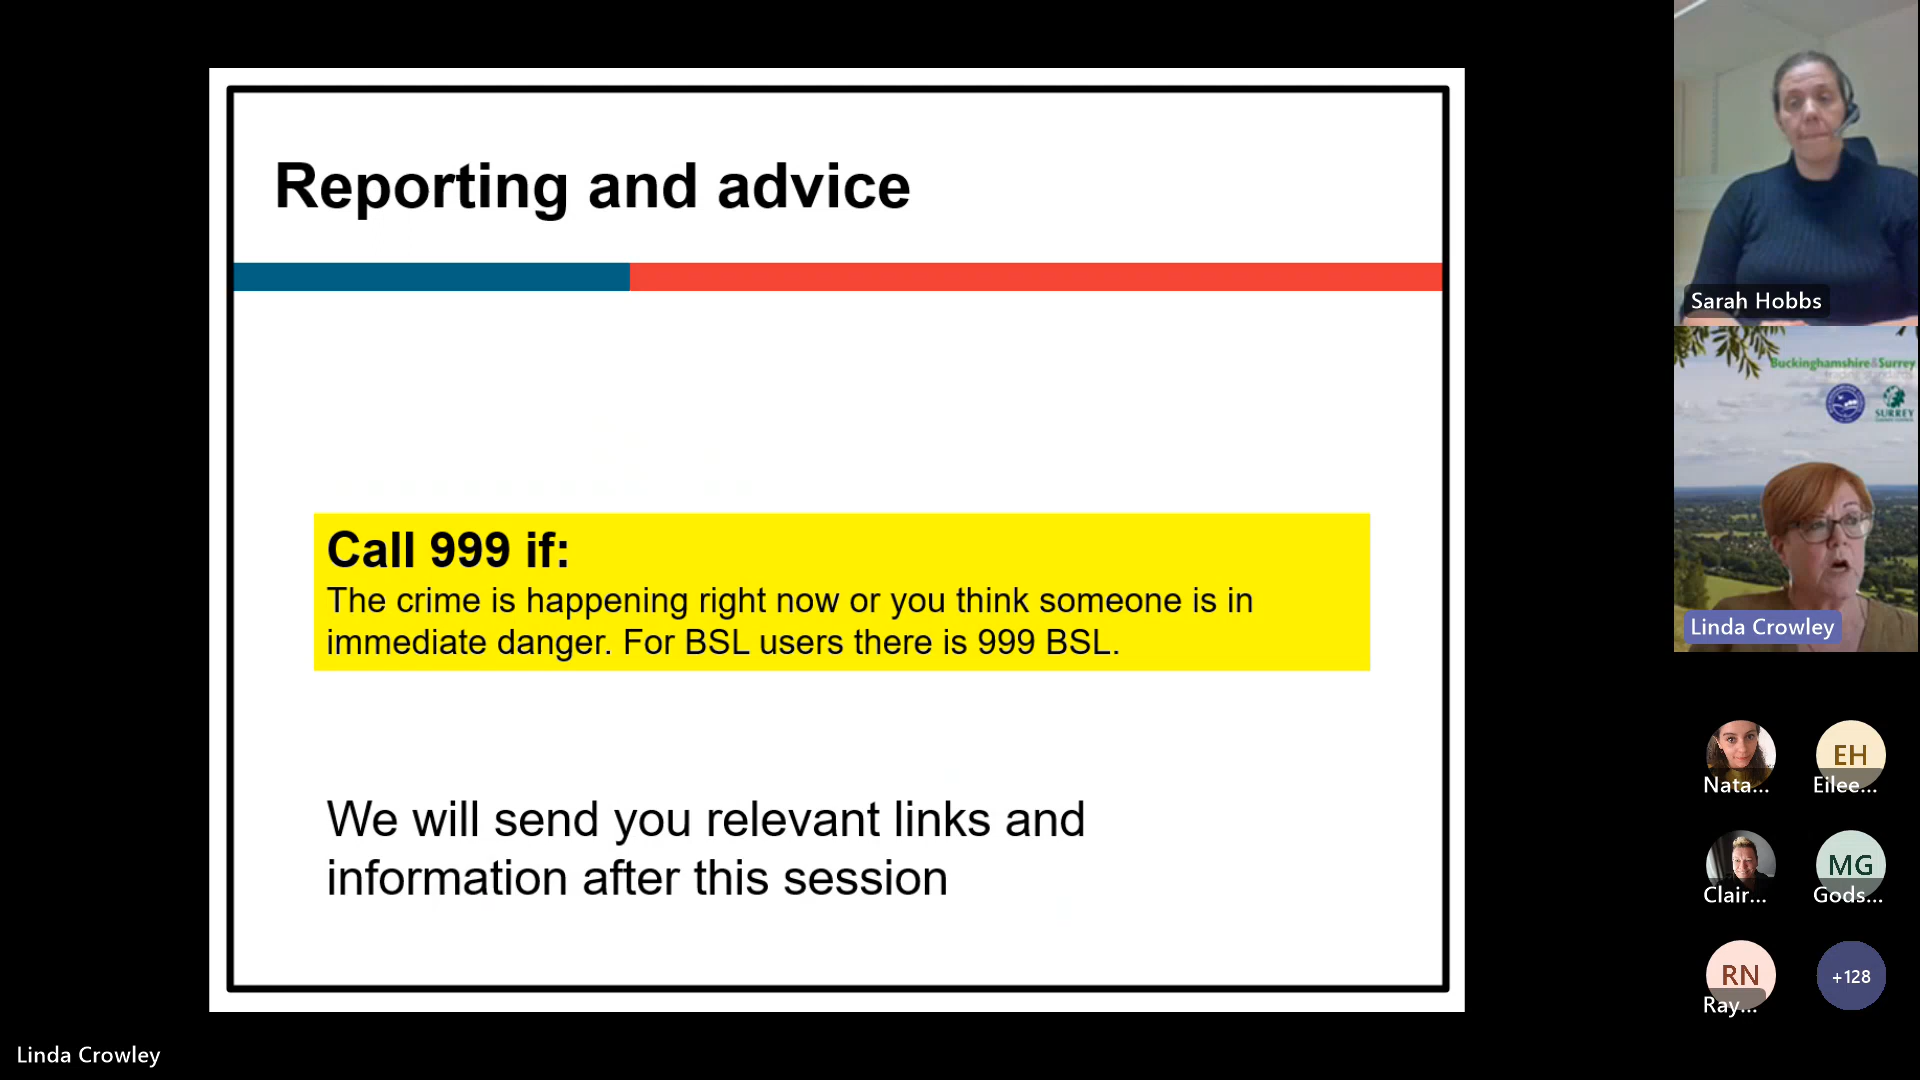 Reporting and advice
Call 999 if:
The crime is happening right now or you think someone is in
immediate danger. For BSL users there is 999 BSL.
We will send you relevant links and
information after this session
Sarah Hobbs
Buckinghamshire&Surrey
SURREY
Linda Crowley
EH
Nata...
Eilee...
MG
Clair...
Gods...
RN
+128
Ray...
Linda Crowley